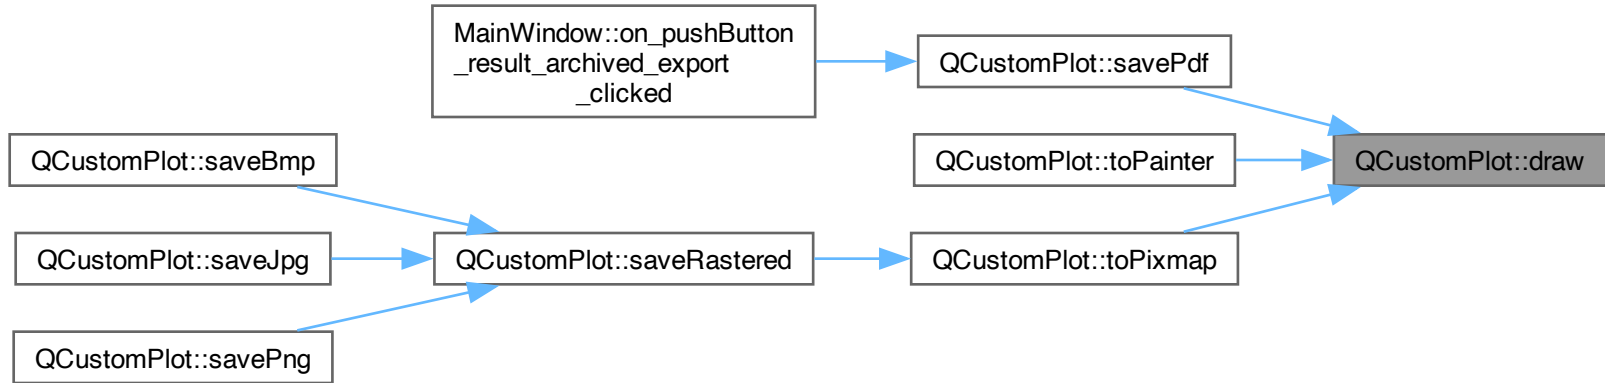 MainWindow::on_pushButton
_result_archived_export
_clicked
QCustomPlot::savePdf
QCustomPlot::saveBmp
QCustomPlot::toPainter
QCustomPlot::draw
QCustomPlot::saveJpg
QCustomPlot::saveRastered
QCustomPlot::toPixmap
QCustomPlot::savePng